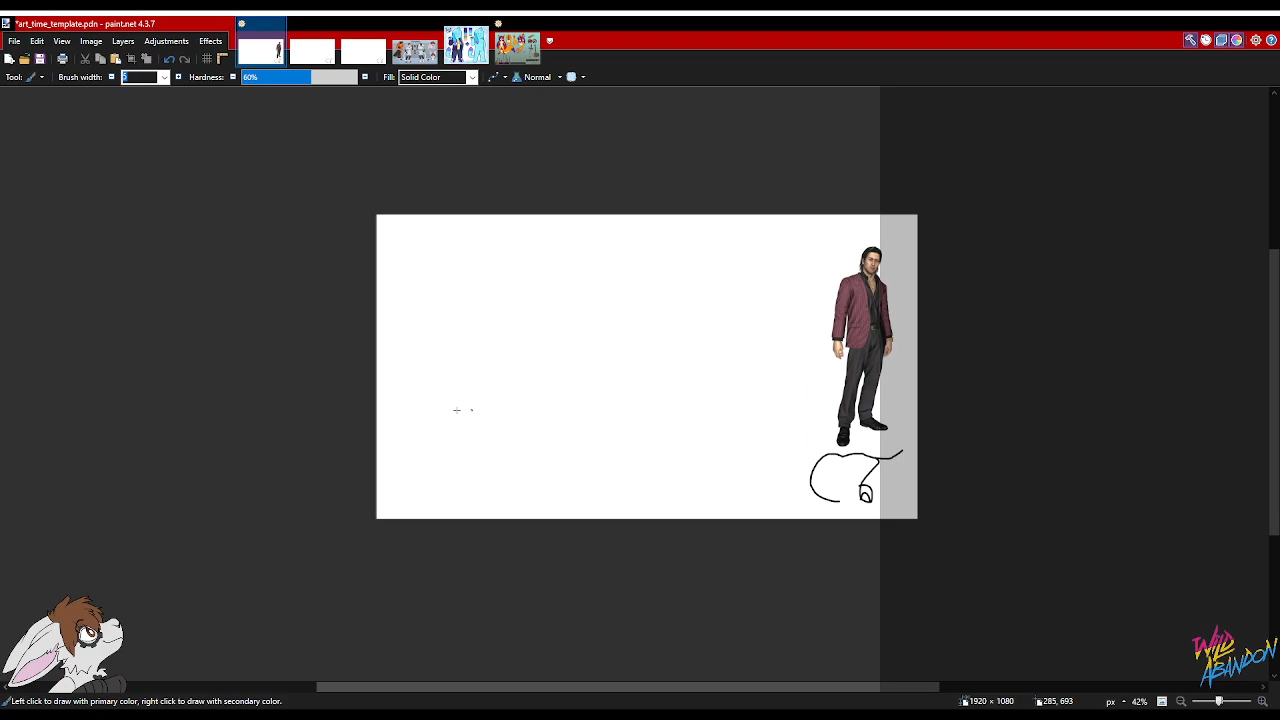 *art_time_template.pdn - paint.net 4.3.7
File Edit View Image Layers Adjustments Effects
Tool: Brush width: 5 Hardness: 60% Fill: Solid Color Normal
WILD
ABANDON
Left click to draw with primary color, right click to draw with secondary color. 1920 × 1080 285, 693 px 42%